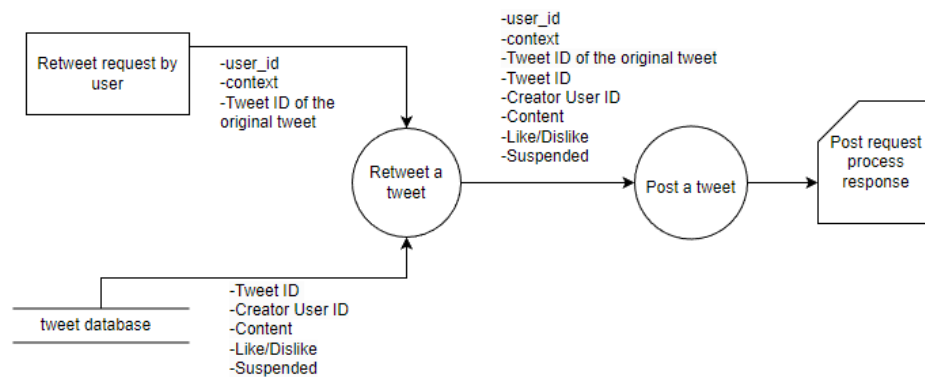 Retweet request by
user
-user_id
-context
-Tweet ID of the
original tweet
Retweet a
tweet
-user_id
-context
-Tweet ID of the original tweet
-Tweet ID
-Creator User ID
-Content
-Like/Dislike
-Suspended
Post a tweet
Post request
process
response
tweet database
-Tweet ID
-Creator User ID
-Content
-Like/Dislike
-Suspended